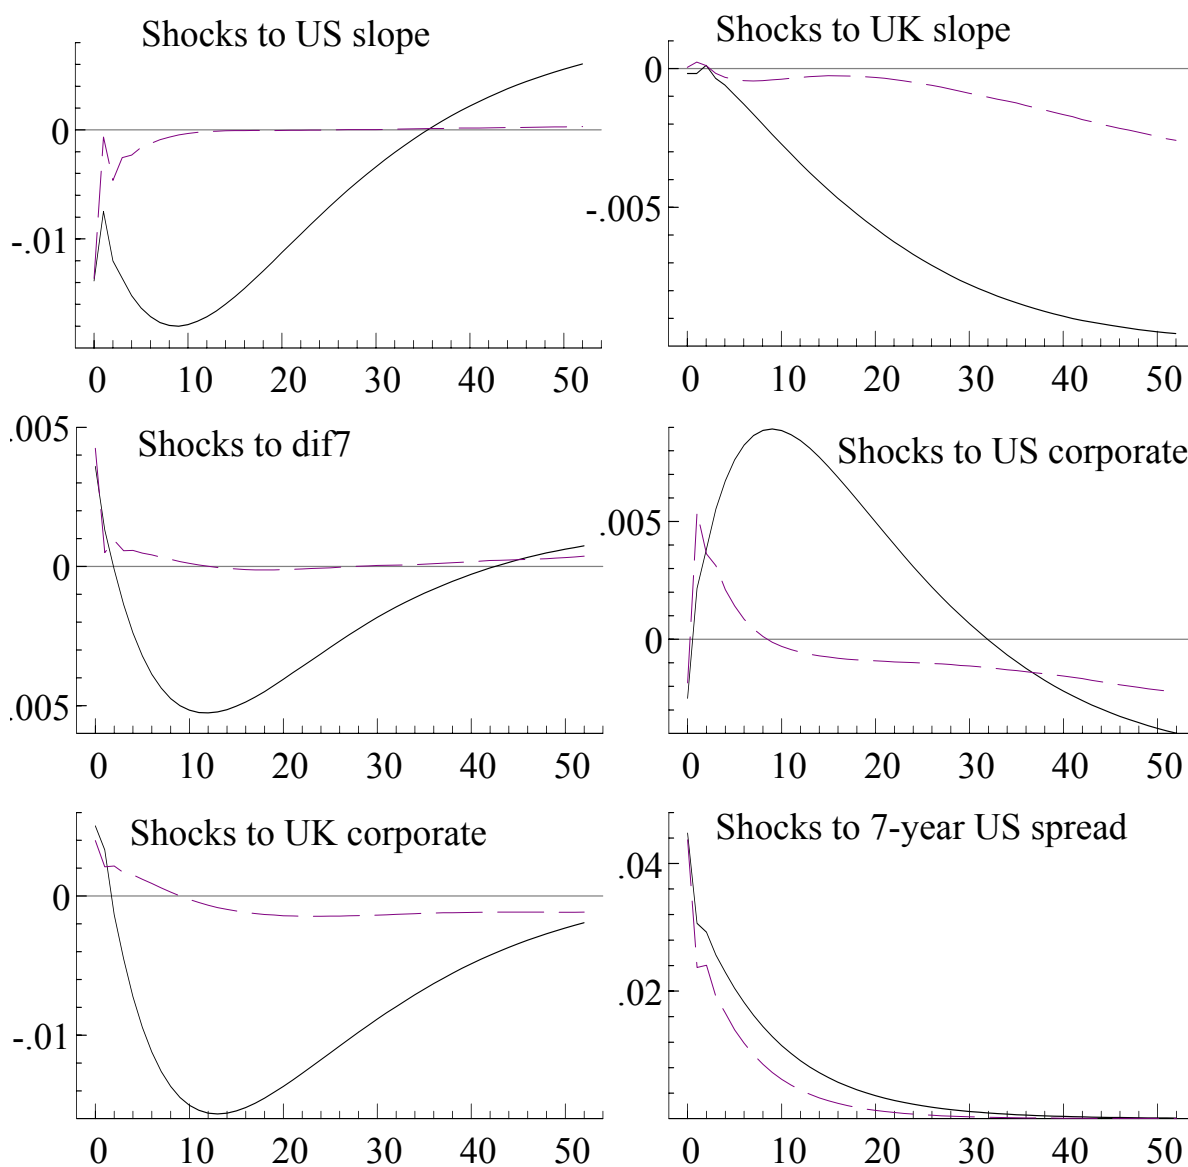 Shocks to US slope
0
-.01
0 10 20 30 40 50
Shocks to UK slope
0
-.005
0 10 20 30 40 50
.005
Shocks to dif7
0
.005
0 10 20 30 40 50
Shocks to US corporate
.005
0
0 10 20 30 40 50
Shocks to UK corporate
0
-.01
0 10 20 30 40 50
Shocks to 7-year US spread
.04
.02
0 10 20 30 40 50